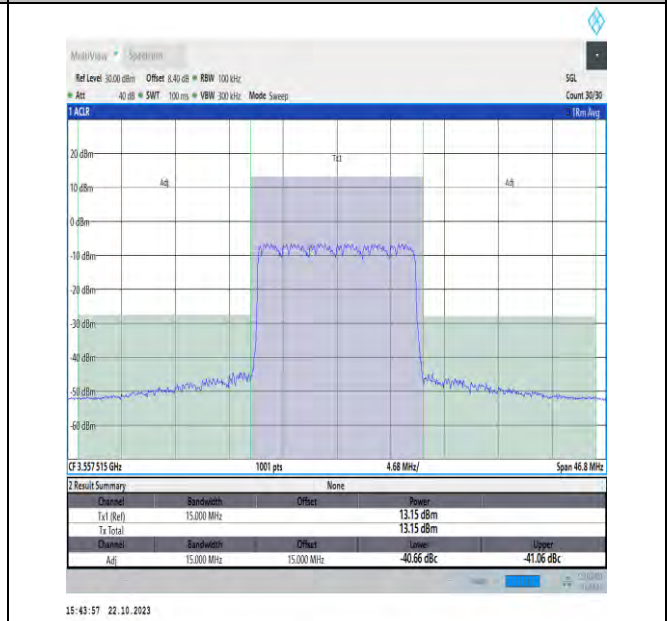 MultiView Spectrum
Ref Level 30.00 dBm Offset 8.40 dB RBW 100 kHz SGL
Att 40 dB SWT 100 ms VBW 300 kHz Mode Sweep Count 30/30
1 ACLR 1Rm Avg
20 dBm
Tx1
Adj Adj
10 dBm
0 dBm
-10 dBm
-20 dBm
-30 dBm
-40 dBm
-50 dBm
-60 dBm
CF 3.557 515 GHz 1001 pts 4.68 MHz/ Span 46.8 MHz
2 Result Summary None
Channel Bandwidth Offset Power
Tx1 (Ref) 15.000 MHz 13.15 dBm
Tx Total 13.15 dBm
Channel Bandwidth Offset Lower Upper
Adj 15.000 MHz 15.000 MHz -40.66 dBc -41.06 dBc
15:43:57 22.10.2023